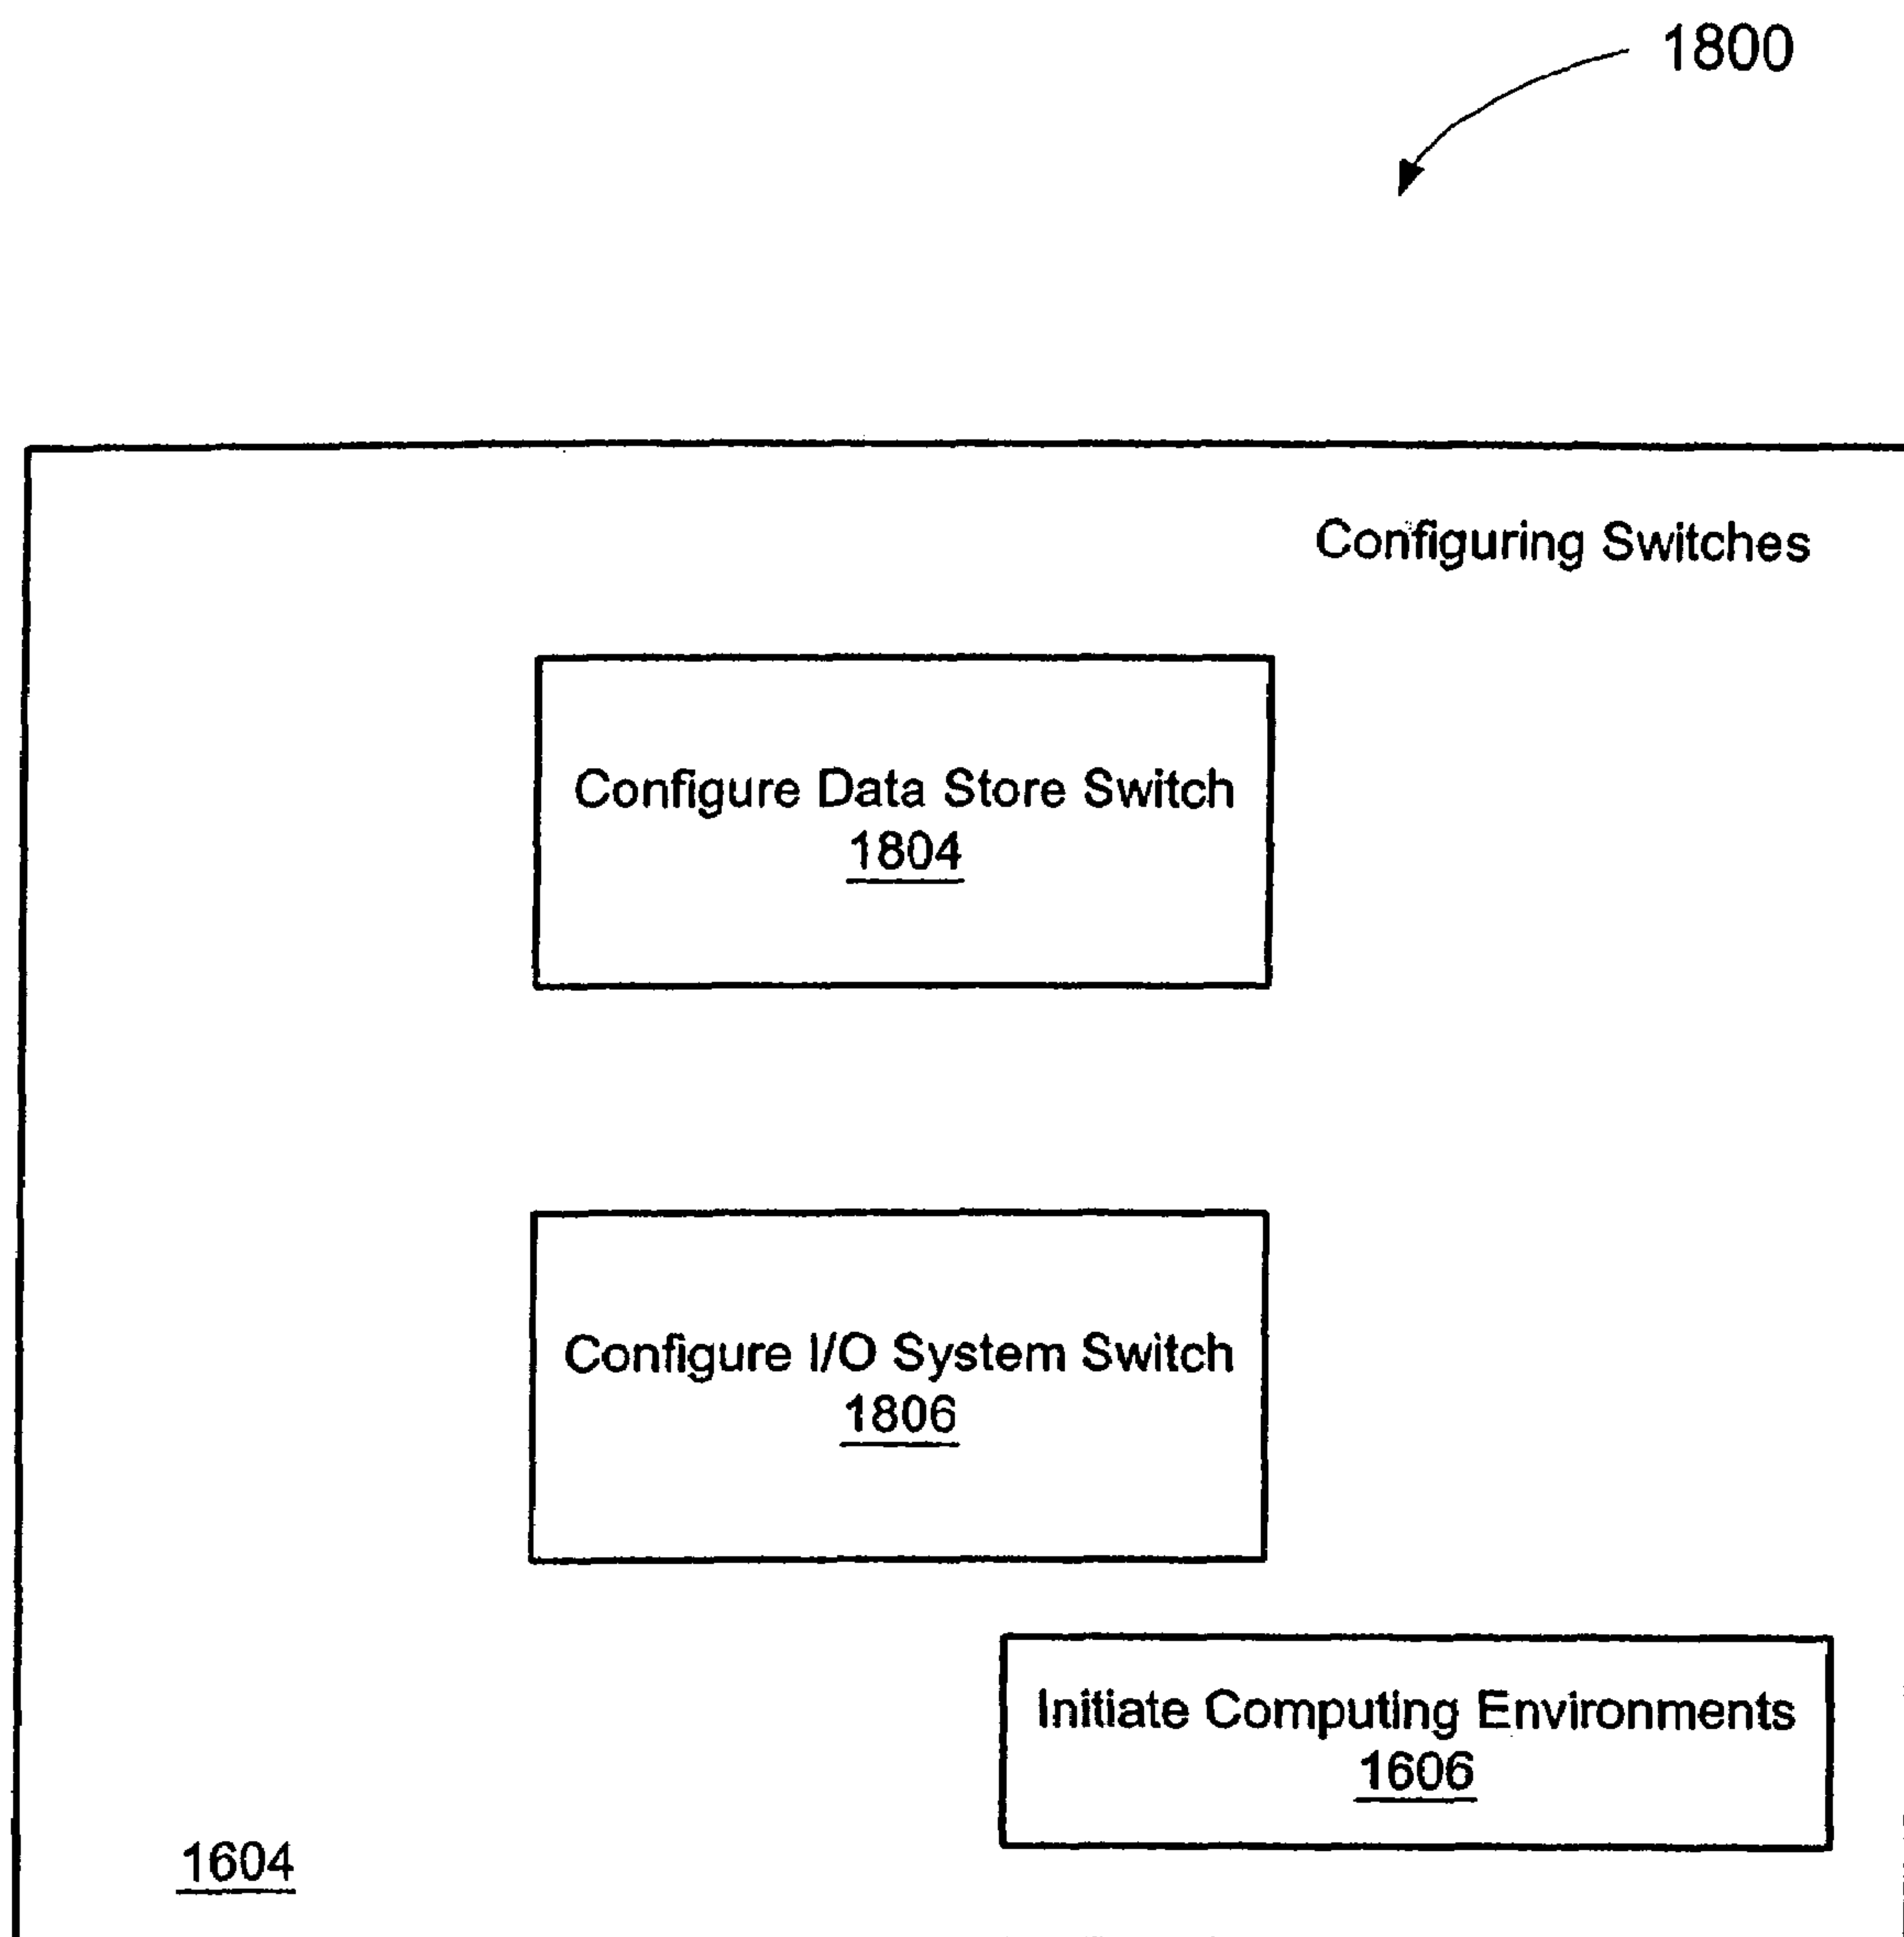 1800
Configuring Switches
Configure Data Store Switch
1804
Configure I/O System Switch
1806
Initiate Computing Environments
1606
1604